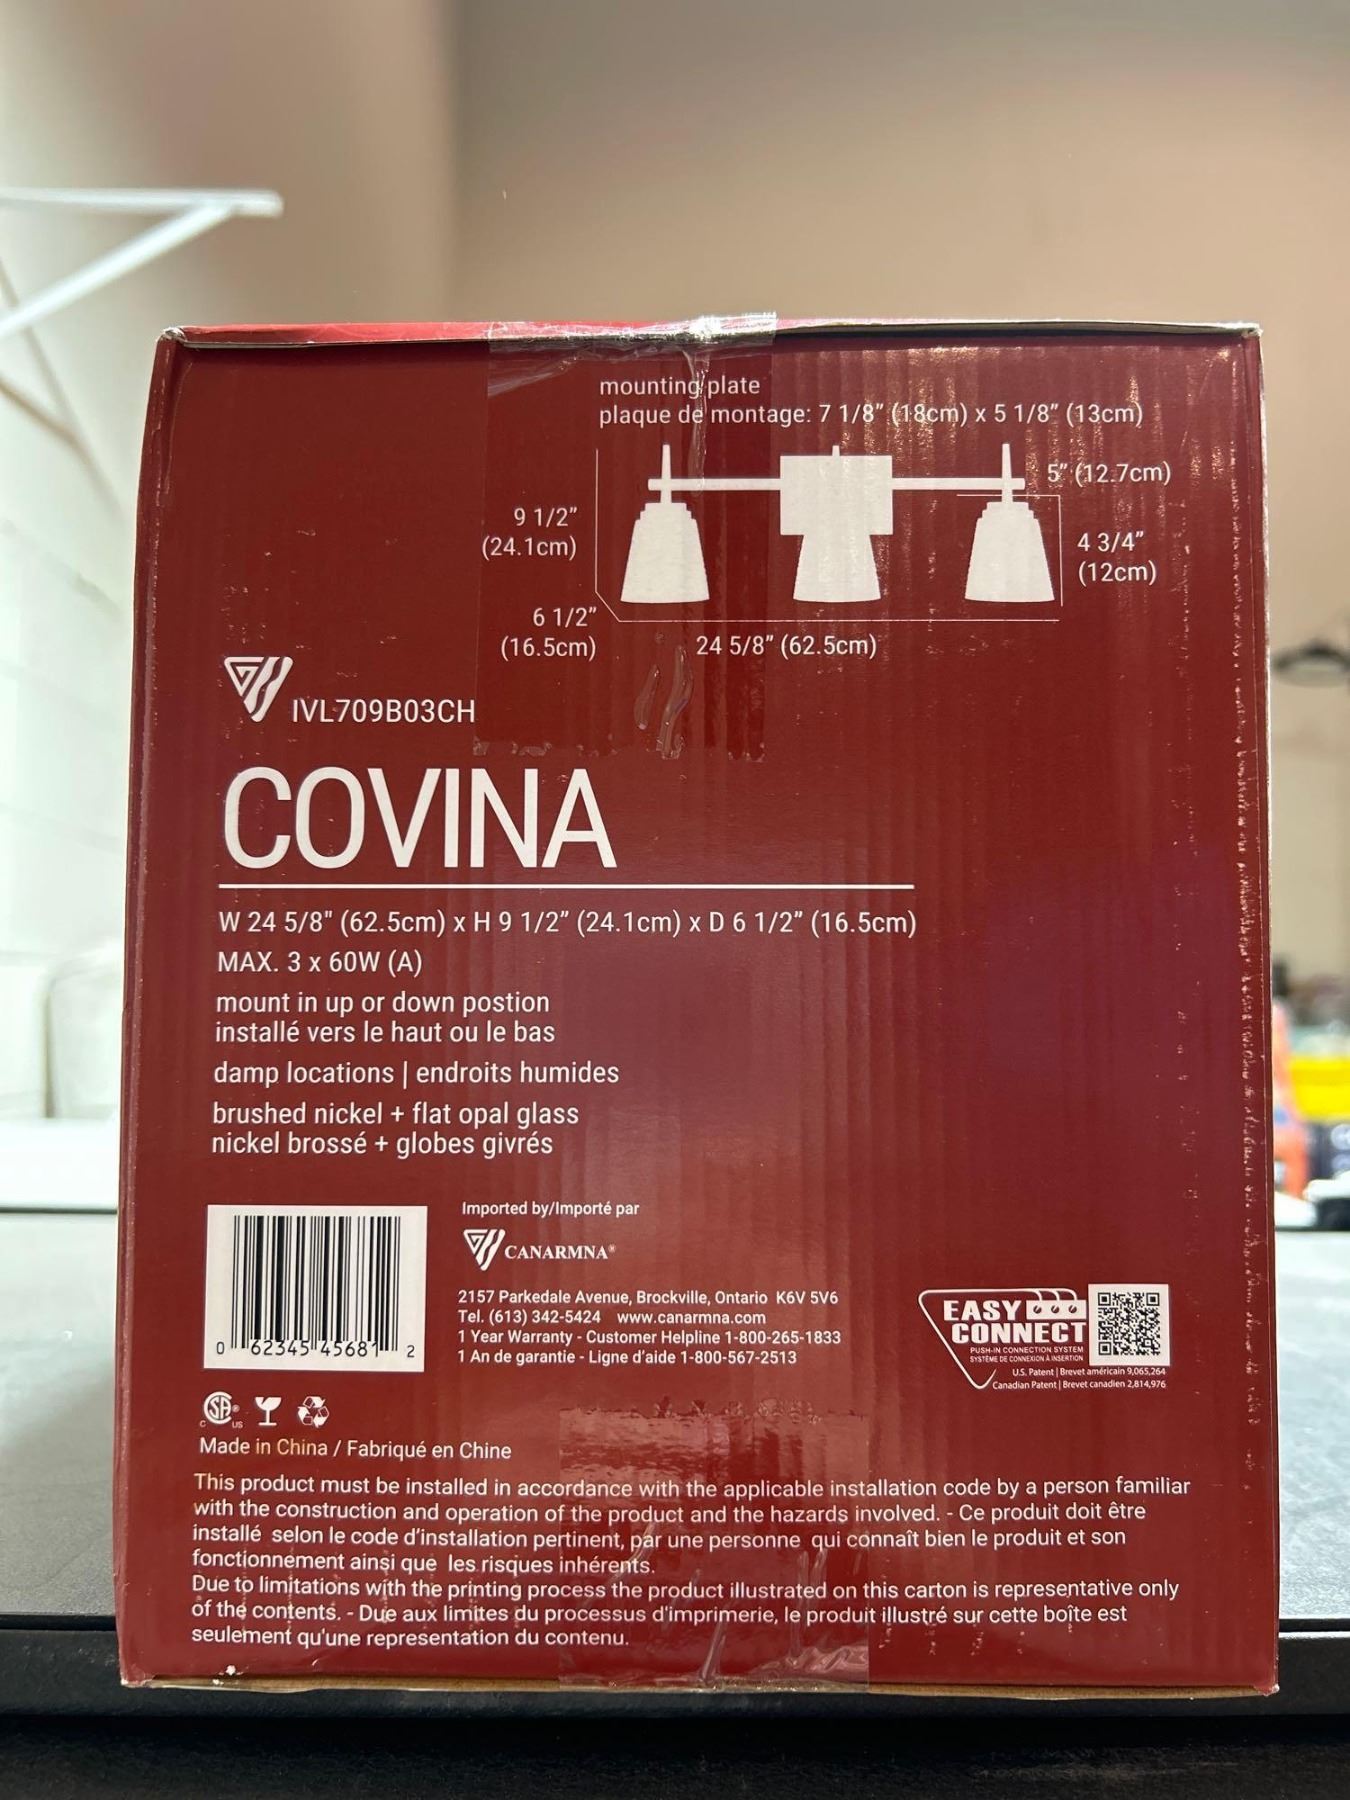 mounting plate
plaque de montage: 7 1/8" (18cm) x 5 1/8" (13cm)
5" (12.7cm)
9 1/2"
(24.1cm)
4 3/4"
(12cm)
6 1/2"
(16.5cm)
24 5/8" (62.5cm)
IVL709B03CH
COVINA
W 24 5/8" (62.5cm) x H 9 1/2" (24.1cm) x D 6 1/2" (16.5cm)
MAX. 3 x 60W (A)
mount in up or down postion
installé vers le haut ou le bas
damp locations | endroits humides
brushed nickel + flat opal glass
nickel brossé + globes givrés
Imported by/Importé par
CANARMNA®
2157 Parkedale Avenue, Brockville, Ontario K6V 5V6
Tel. (613) 342-5424 www.canarmna.com
1 Year Warranty - Customer Helpline 1-800-265-1833
1 An de garantie - Ligne d'aide 1-800-567-2513
0 62345 45681 2
EASY
CONNECT
PUSH-IN CONNECTION SYSTEM
SYSTÈME DE CONNEXION À INSERTION
U.S. Patent | Brevet américain 9,065,264
Canadian Patent | Brevet canadien 2,814,976
C SA® US
Made in China / Fabriqué en Chine
This product must be installed in accordance with the applicable installation code by a person familiar
with the construction and operation of the product and the hazards involved. - Ce produit doit être
installé selon le code d'installation pertinent, par une personne qui connaît bien le produit et son
fonctionnement ainsi que les risques inhérents.
Due to limitations with the printing process the product illustrated on this carton is representative only
of the contents. - Due aux limites du processus d'imprimerie, le produit illustré sur cette boîte est
seulement qu'une representation du contenu.